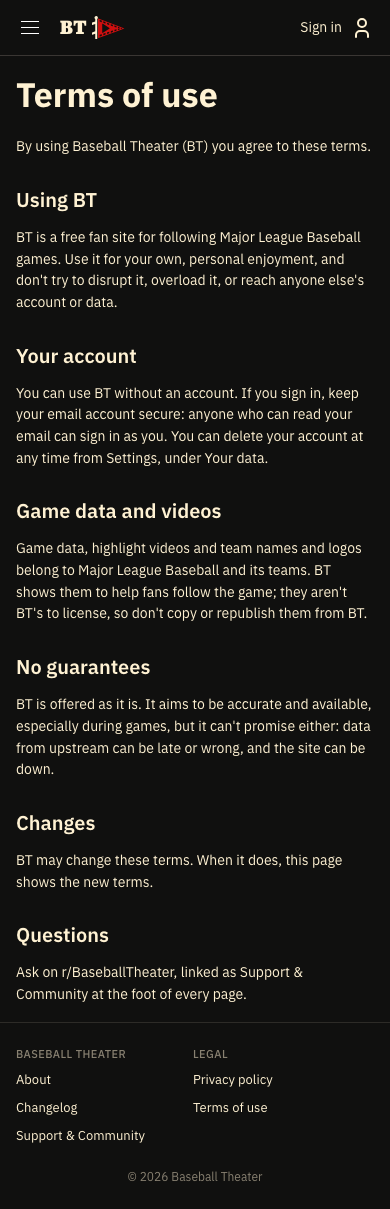 BT
Sign in
Terms of use
By using Baseball Theater (BT) you agree to these terms.
Using BT
BT is a free fan site for following Major League Baseball
games. Use it for your own, personal enjoyment, and
don't try to disrupt it, overload it, or reach anyone else's
account or data.
Your account
You can use BT without an account. If you sign in, keep
your email account secure: anyone who can read your
email can sign in as you. You can delete your account at
any time from Settings, under Your data.
Game data and videos
Game data, highlight videos and team names and logos
belong to Major League Baseball and its teams. BT
shows them to help fans follow the game; they aren't
BT's to license, so don't copy or republish them from BT.
No guarantees
BT is offered as it is. It aims to be accurate and available,
especially during games, but it can't promise either: data
from upstream can be late or wrong, and the site can be
down.
Changes
BT may change these terms. When it does, this page
shows the new terms.
Questions
Ask on r/BaseballTheater, linked as Support &
Community at the foot of every page.
BASEBALL THEATER
About
Changelog
Support & Community
LEGAL
Privacy policy
Terms of use
© 2026 Baseball Theater